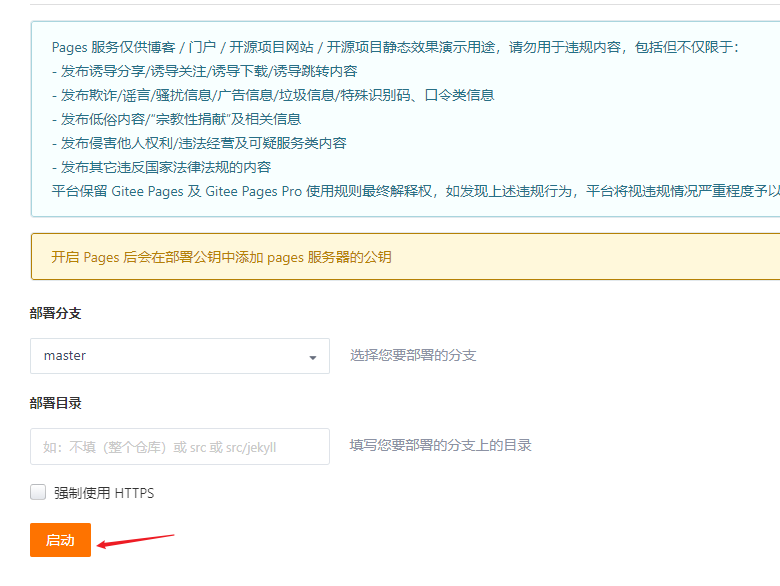 Pages 服务仅供博客 / 门户 / 开源项目网站 / 开源项目静态效果演示用途，请勿用于违规内容，包括但不仅限于：
- 发布诱导分享/诱导关注/诱导下载/诱导跳转内容
- 发布欺诈/谣言/骚扰信息/广告信息/垃圾信息/特殊识别码、口令类信息
- 发布低俗内容/“宗教性捐献”及相关信息
- 发布侵害他人权利/违法经营及可疑服务类内容
- 发布其它违反国家法律法规的内容
平台保留 Gitee Pages 及 Gitee Pages Pro 使用规则最终解释权，如发现上述违规行为，平台将视违规情况严重程度予以
开启 Pages 后会在部署公钥中添加 pages 服务器的公钥
部署分支
master 选择您要部署的分支
部署目录
如：不填（整个仓库）或 src 或 src/jekyll 填写您要部署的分支上的目录
强制使用 HTTPS
启动